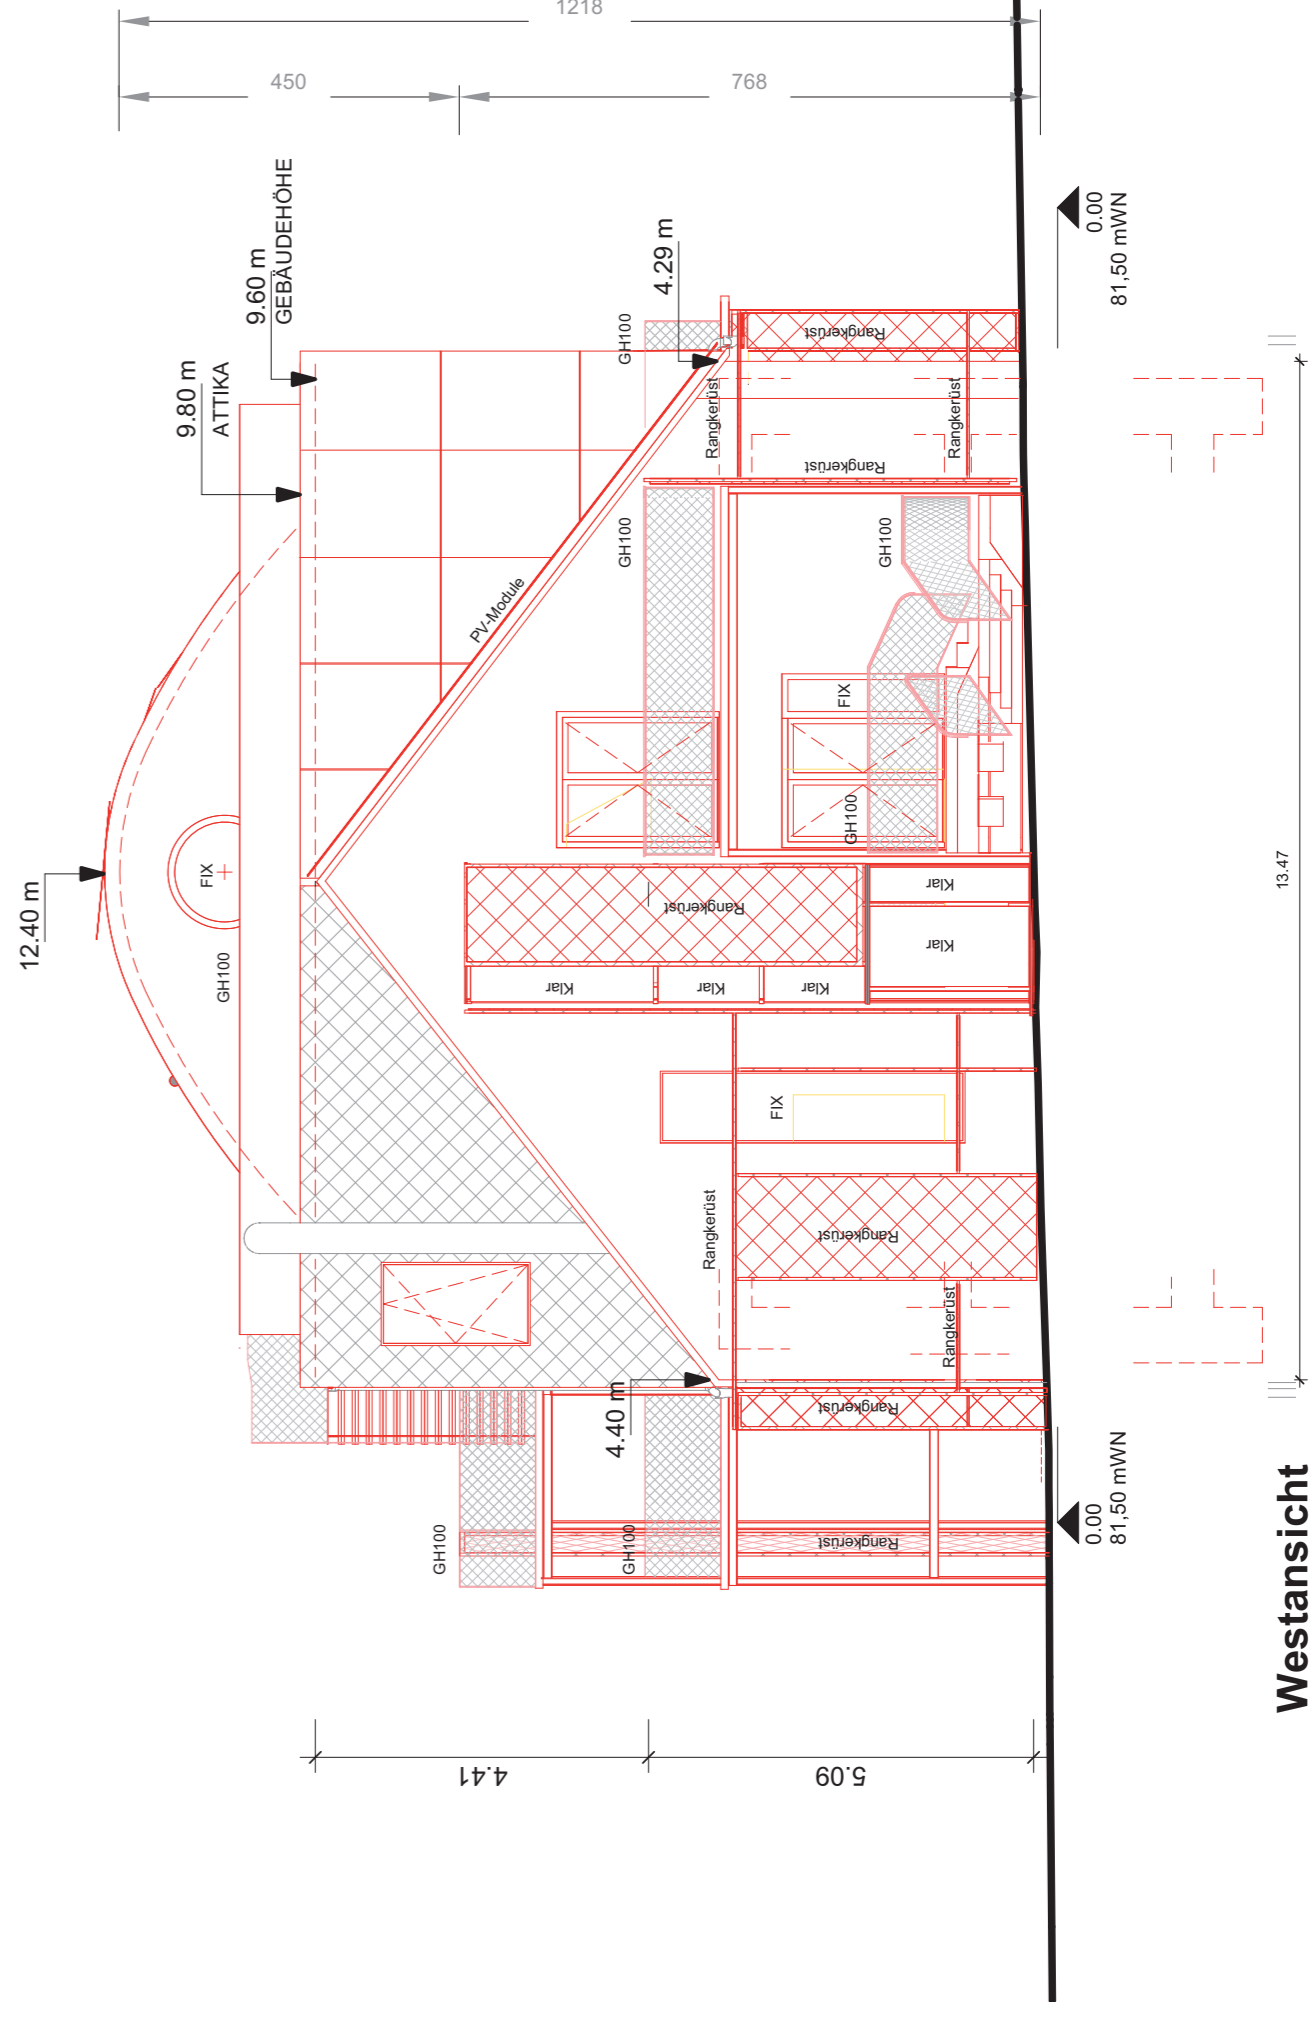 1218
450
768
9.60 m
GEBÄUDEHÖHE
9.80 m
ATTIKA
12.40 m
4.29 m
0.00
81,50 mWN
GH100
Rangkerüst
Rangkerüst
Rangkerüst
Rangkerüst
PV-Module
GH100
GH100
FIX
GH100
FIX
GH100
Rangkerüst
Klar
Klar
Klar
Klar
Klar
FIX
Rangkerüst
Rangkerüst
Rangkerüst
4.40 m
Rangkerüst
GH100
GH100
Rangkerüst
0.00
81,50 mWN
13.47
4.41
5.09
Westansicht